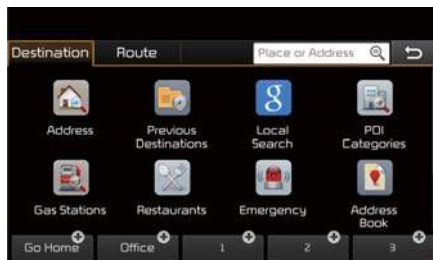 Destination
Route
Place or Address
Address
Previous
Destinations
g
Local
Search
POI
Categories
Gas Stations
Restaurants
Emergency
Address
Book
Go Home
Office
1
2
3